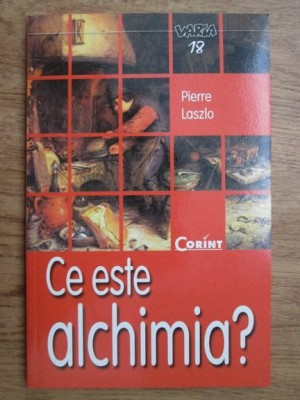 VARIA
18
Pierre
Laszlo
CORINT
Ce este
alchimia?